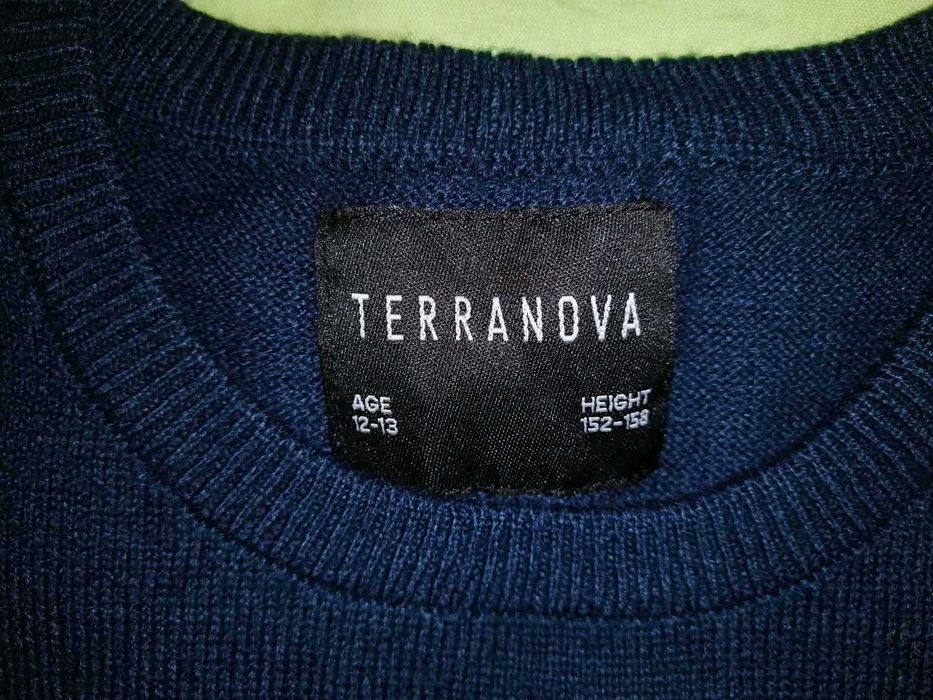 TERRANOVA
AGE HEIGHT
12-13 152-158